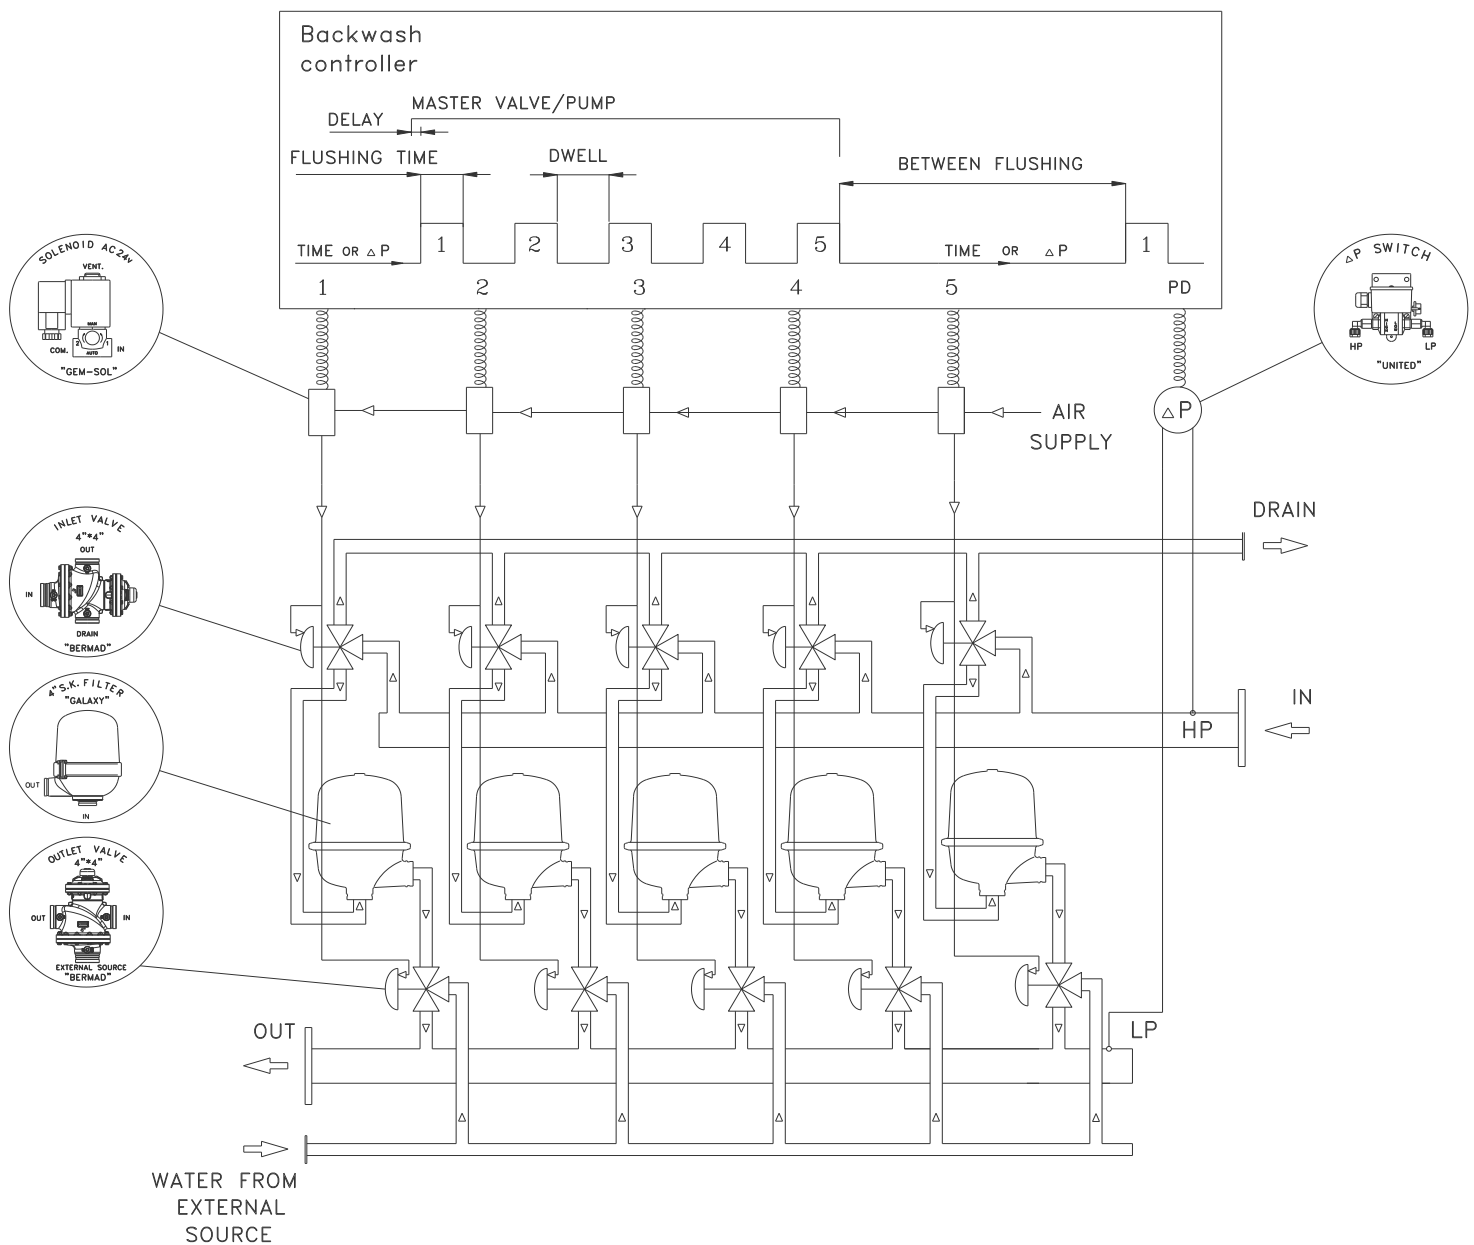 Backwash
controller
MASTER VALVE/PUMP
DELAY
FLUSHING TIME
DWELL
BETWEEN FLUSHING
1
2
3
4
5
1
TIME OR △P
TIME OR △P
1
2
3
4
5
PD
SOLENOID AC24v
VENT.
MAN
2
1
COM.
AUTO
IN
"GEM-SOL"
△P SWITCH
HP
LP
"UNITED"
△P
AIR
SUPPLY
DRAIN
INLET VALVE
4"*4"
OUT
IN
DRAIN
"BERMAD"
IN
HP
4"S.K.FILTER
"GALAXY"
OUT
IN
OUTLET VALVE
4"*4"
OUT
IN
EXTERNAL SOURCE
"BERMAD"
OUT
LP
WATER FROM
EXTERNAL
SOURCE